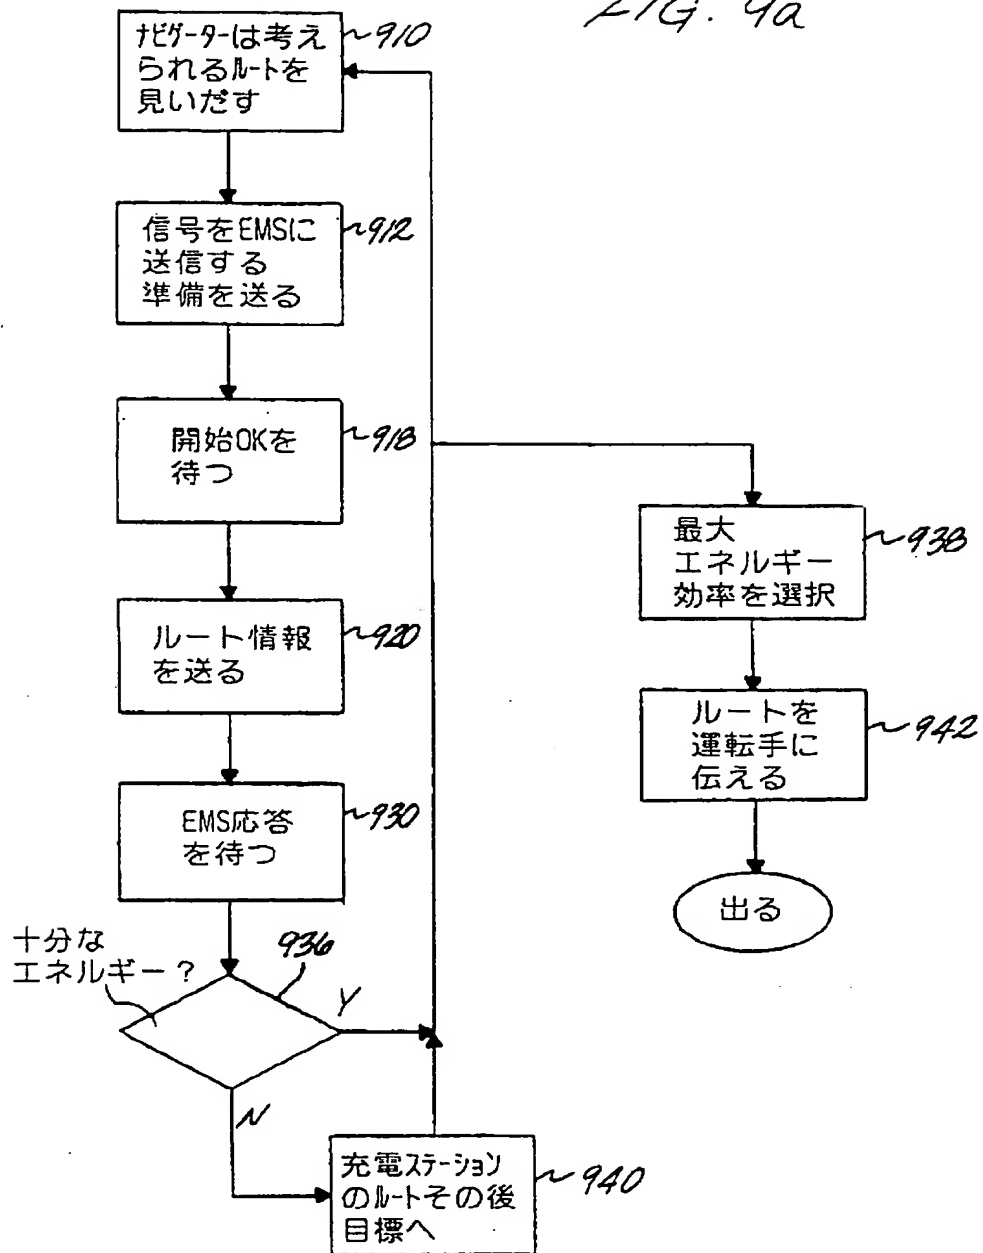 FIG. 9a
ナビゲーターは考え
られるルートを
見いだす
910
信号をEMSに
送信する
準備を送る
912
開始OKを
待つ
918
ルート情報
を送る
920
EMS応答
を待つ
930
十分な
エネルギー?
936
Y
N
充電ステーション
のルートその後
目標へ
940
最大
エネルギー
効率を選択
938
ルートを
運転手に
伝える
942
出る